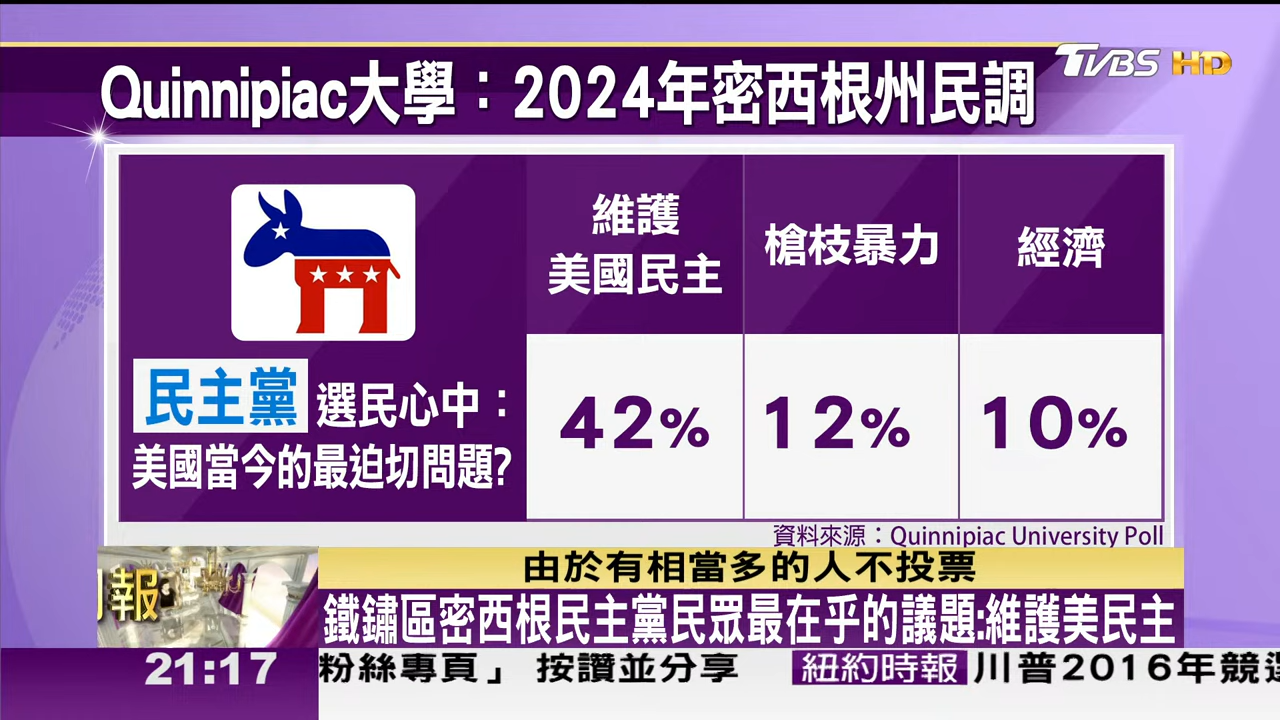 TVBS HD
Quinnipiac大學：2024年密西根州民調
維護
美國民主
槍枝暴力
經濟
民主黨 選民心中：
美國當今的最迫切問題?
42%
12%
10%
資料來源：Quinnipiac University Poll
由於有相當多的人不投票
報
鐵鏽區密西根民主黨民眾最在乎的議題:維護美民主
21:17
粉絲專頁」 按讚並分享 紐約時報 川普2016年競選